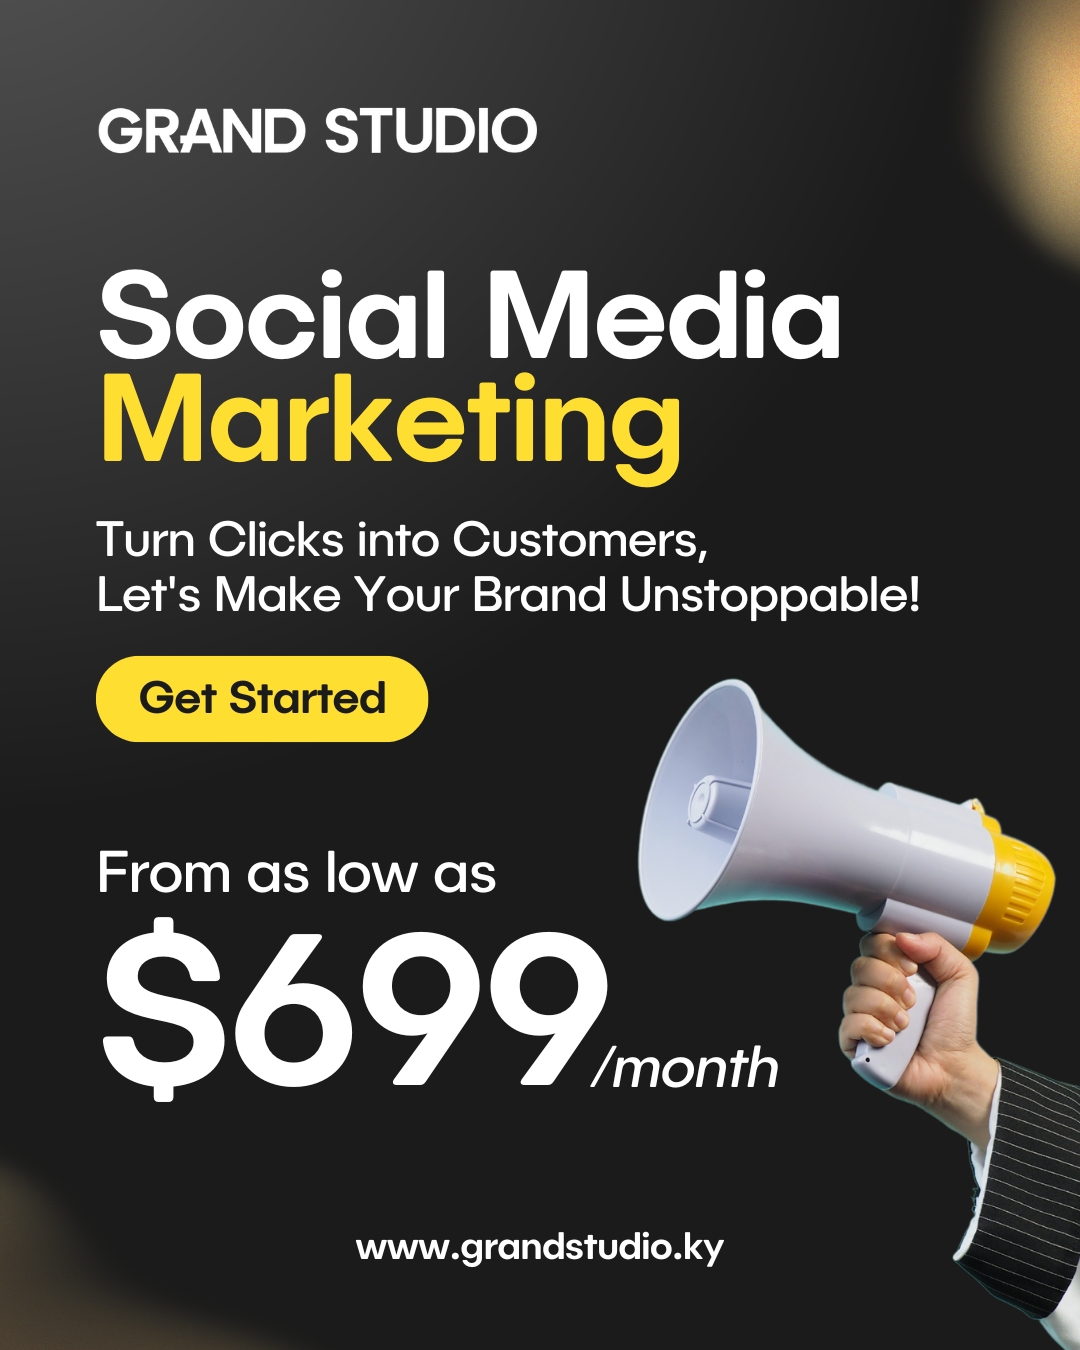 GRAND STUDIO
Social Media
Marketing
Turn Clicks into Customers,
Let's Make Your Brand Unstoppable!
Get Started
From as low as
$699/month
www.grandstudio.ky